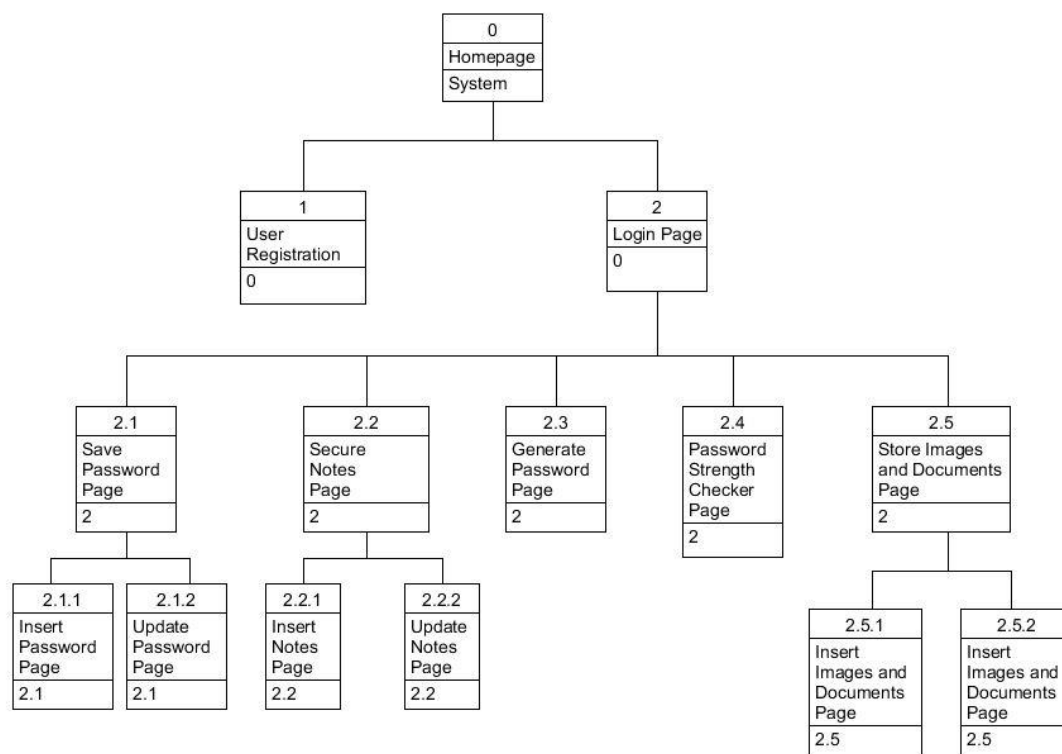 0
Homepage
System
1
User
Registration
0
2
Login Page
0
2.1
Save
Password
Page
2
2.2
Secure
Notes
Page
2
2.3
Generate
Password
Page
2
2.4
Password
Strength
Checker
Page
2
2.5
Store Images
and Documents
Page
2
2.1.1
Insert
Password
Page
2.1
2.1.2
Update
Password
Page
2.1
2.2.1
Insert
Notes
Page
2.2
2.2.2
Update
Notes
Page
2.2
2.5.1
Insert
Images and
Documents
Page
2.5
2.5.2
Insert
Images and
Documents
Page
2.5